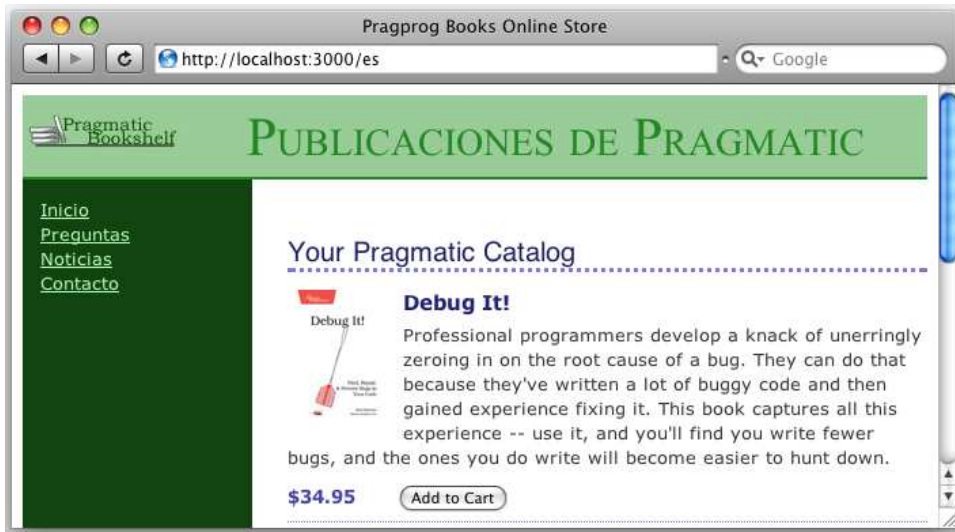 Pragprog Books Online Store
http://localhost:3000/es
Google
Pragmatic
Bookshelf
PUBLICACIONES DE PRAGMATIC
Inicio
Preguntas
Noticias
Contacto
Your Pragmatic Catalog
Debug It!
Debug It!
Professional programmers develop a knack of unerringly
zeroing in on the root cause of a bug. They can do that
because they've written a lot of buggy code and then
gained experience fixing it. This book captures all this
experience -- use it, and you'll find you write fewer
bugs, and the ones you do write will become easier to hunt down.
$34.95
Add to Cart